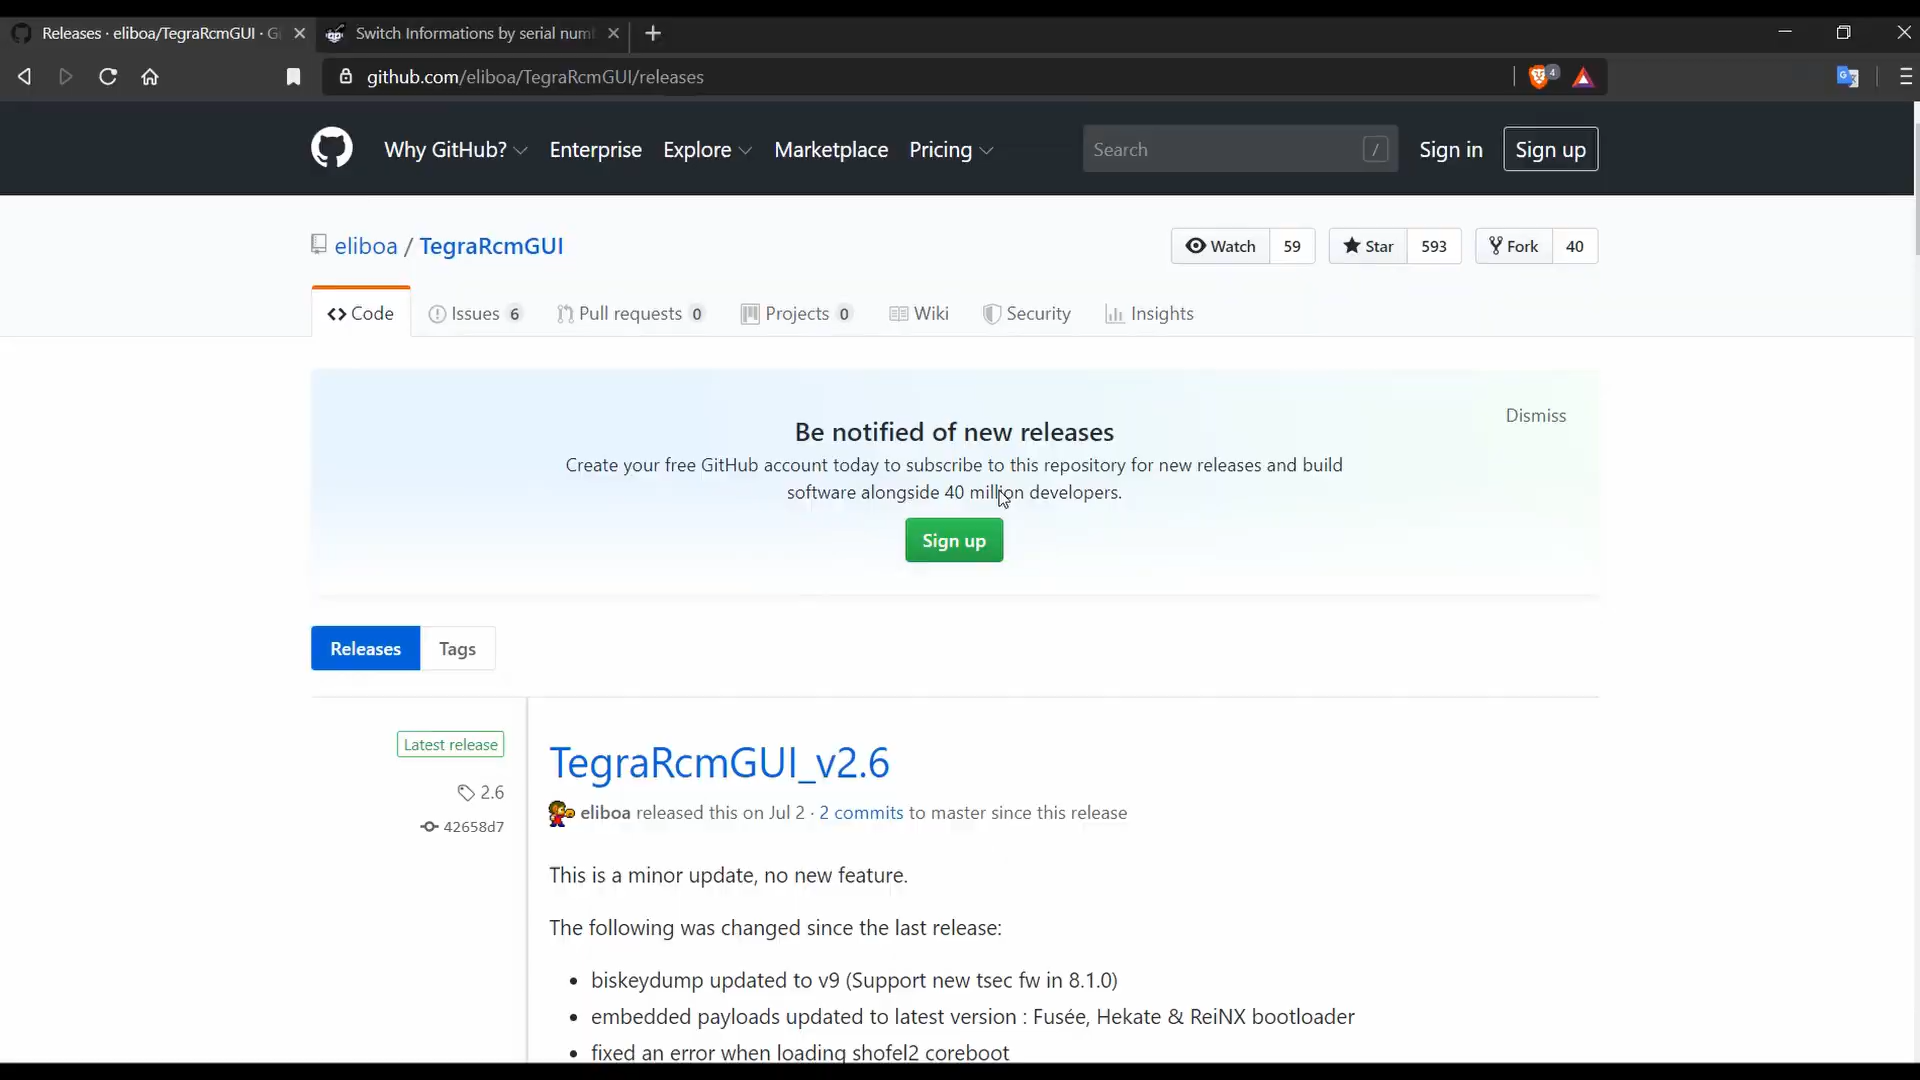 Releases · eliboa/TegraRcmGUI · G
Switch Informations by serial num
github.com/eliboa/TegraRcmGUI/releases
4
Why GitHub? Enterprise Explore Marketplace Pricing Search / Sign in Sign up
eliboa / TegraRcmGUI
Watch 59 Star 593 Fork 40
Code Issues 6 Pull requests 0 Projects 0 Wiki Security Insights
Dismiss
Be notified of new releases
Create your free GitHub account today to subscribe to this repository for new releases and build
software alongside 40 million developers.
Sign up
Releases Tags
Latest release
2.6
42658d7
TegraRcmGUI_v2.6
eliboa released this on Jul 2 · 2 commits to master since this release
This is a minor update, no new feature.
The following was changed since the last release:
• biskeydump updated to v9 (Support new tsec fw in 8.1.0)
• embedded payloads updated to latest version : Fusée, Hekate & ReiNX bootloader
• fixed an error when loading shofel2 coreboot